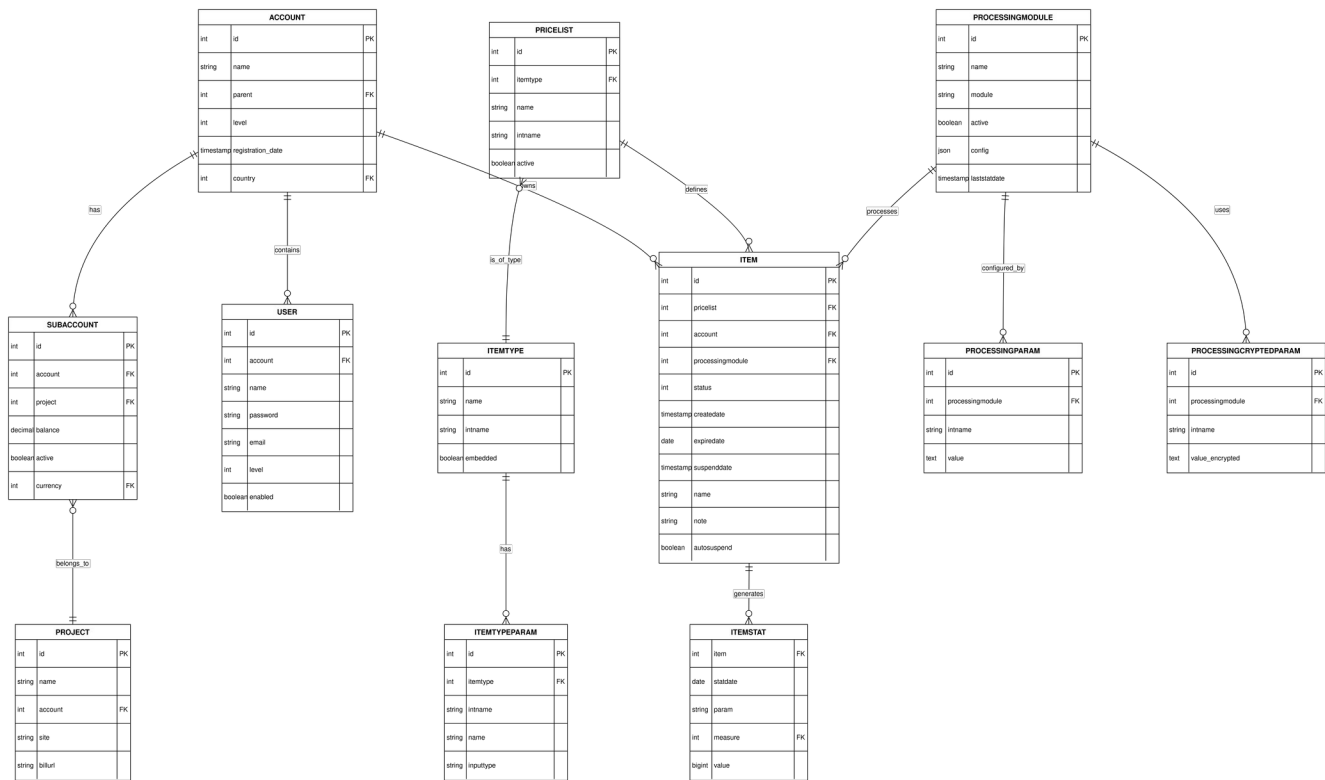 ACCOUNT
int id PK
string name
int parent FK
int level
timestamp registration_date
int country FK
PRICELIST
int id PK
int itemtype FK
string name
string intname
boolean active
PROCESSINGMODULE
int id PK
string name
string module
boolean active
json config
timestamp laststatdate
owns
defines
processes
uses
has
contains
is_of_type
configured_by
ITEM
int id PK
int pricelist FK
int account FK
int processingmodule FK
int status
timestamp createdate
date expiredate
timestamp suspenddate
string name
string note
boolean autosuspend
SUBACCOUNT
int id PK
int account FK
int project FK
decimal balance
boolean active
int currency FK
USER
int id PK
int account FK
string name
string password
string email
int level
boolean enabled
ITEMTYPE
int id PK
string name
string intname
boolean embedded
PROCESSINGPARAM
int id PK
int processingmodule FK
string intname
text value
PROCESSINGCRYPTEDPARAM
int id PK
int processingmodule FK
string intname
text value_encrypted
belongs_to
has
generates
PROJECT
int id PK
string name
int account FK
string site
string billurl
ITEMTYPEPARAM
int id PK
int itemtype FK
string intname
string name
string inputtype
ITEMSTAT
int item FK
date statdate
string param
int measure FK
bigint value